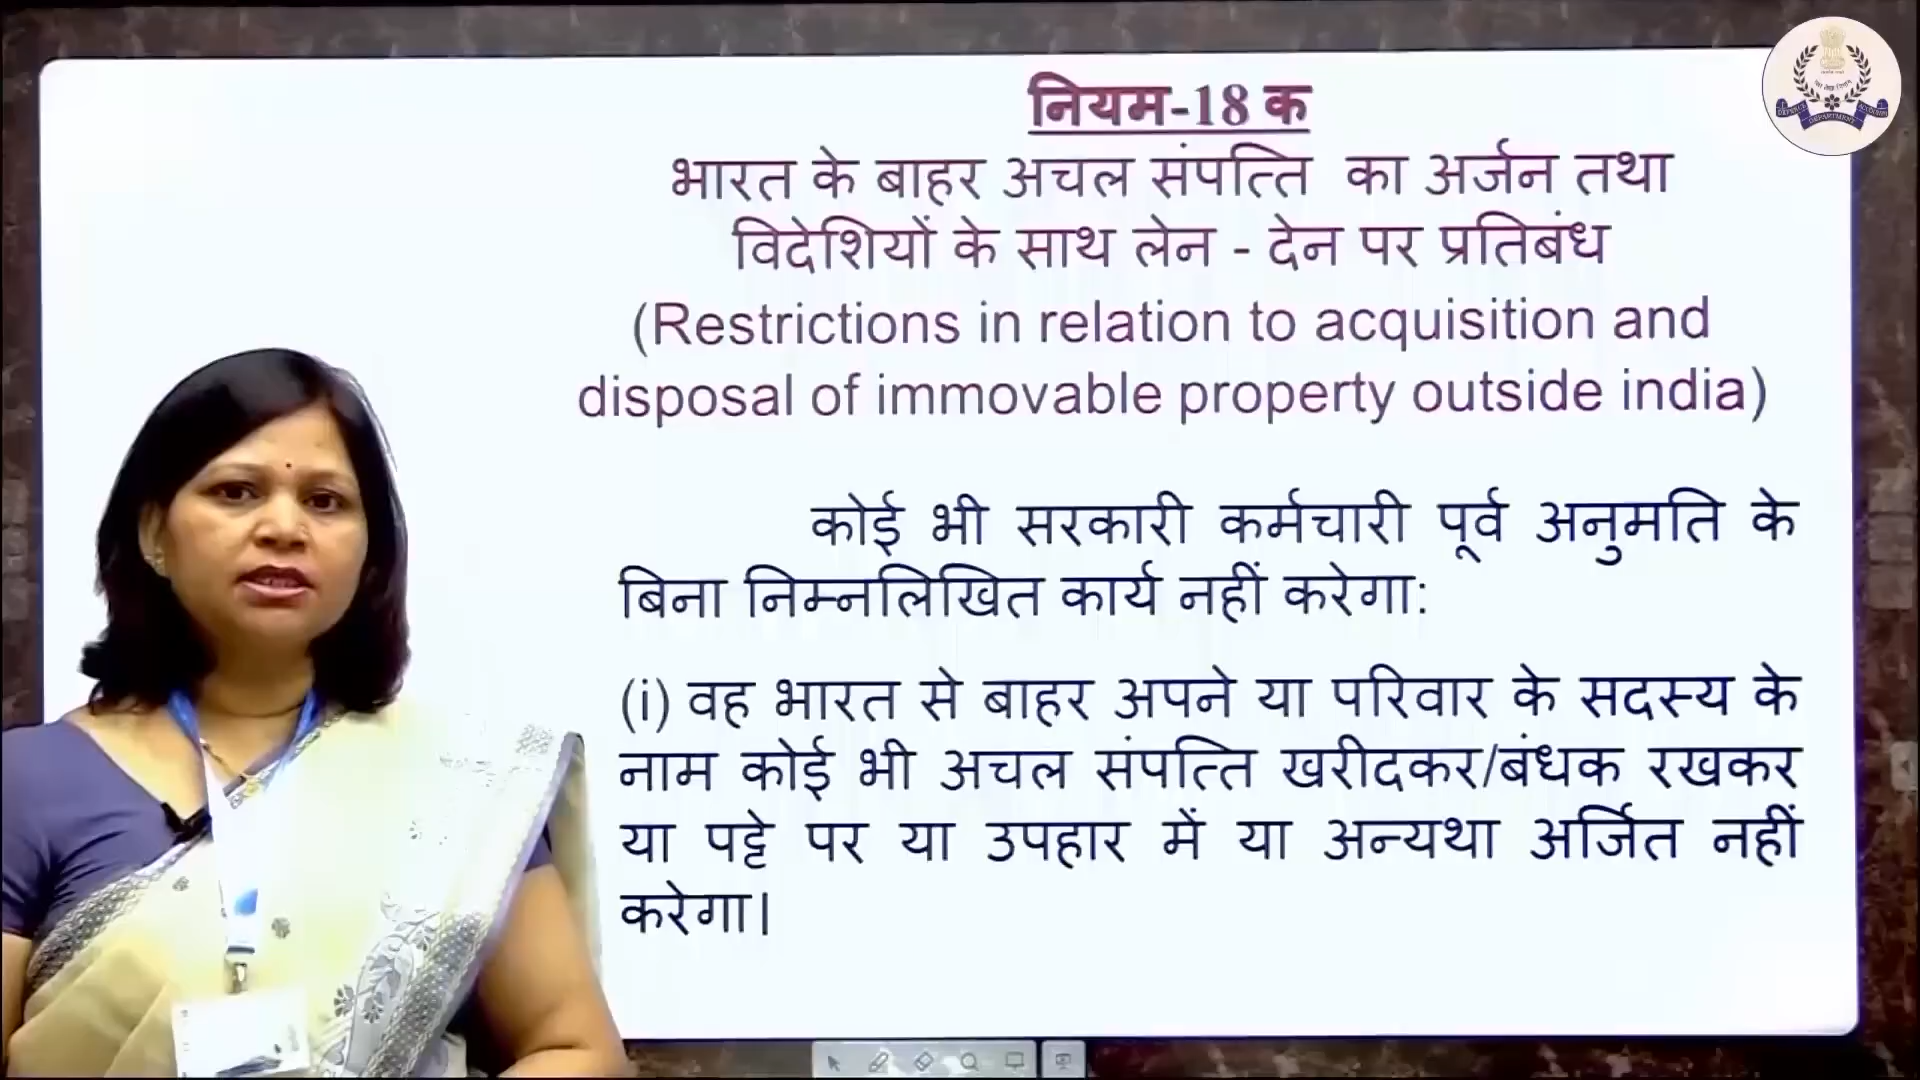 नियम-18 क
भारत के बाहर अचल संपत्ति का अर्जन तथा
विदेशियों के साथ लेन - देन पर प्रतिबंध
(Restrictions in relation to acquisition and
disposal of immovable property outside india)
कोई भी सरकारी कर्मचारी पूर्व अनुमति के
बिना निम्नलिखित कार्य नहीं करेगा:
(i) वह भारत से बाहर अपने या परिवार के सदस्य के
नाम कोई भी अचल संपत्ति खरीदकर/बंधक रखकर
या पट्टे पर या उपहार में या अन्यथा अर्जित नहीं
करेगा।